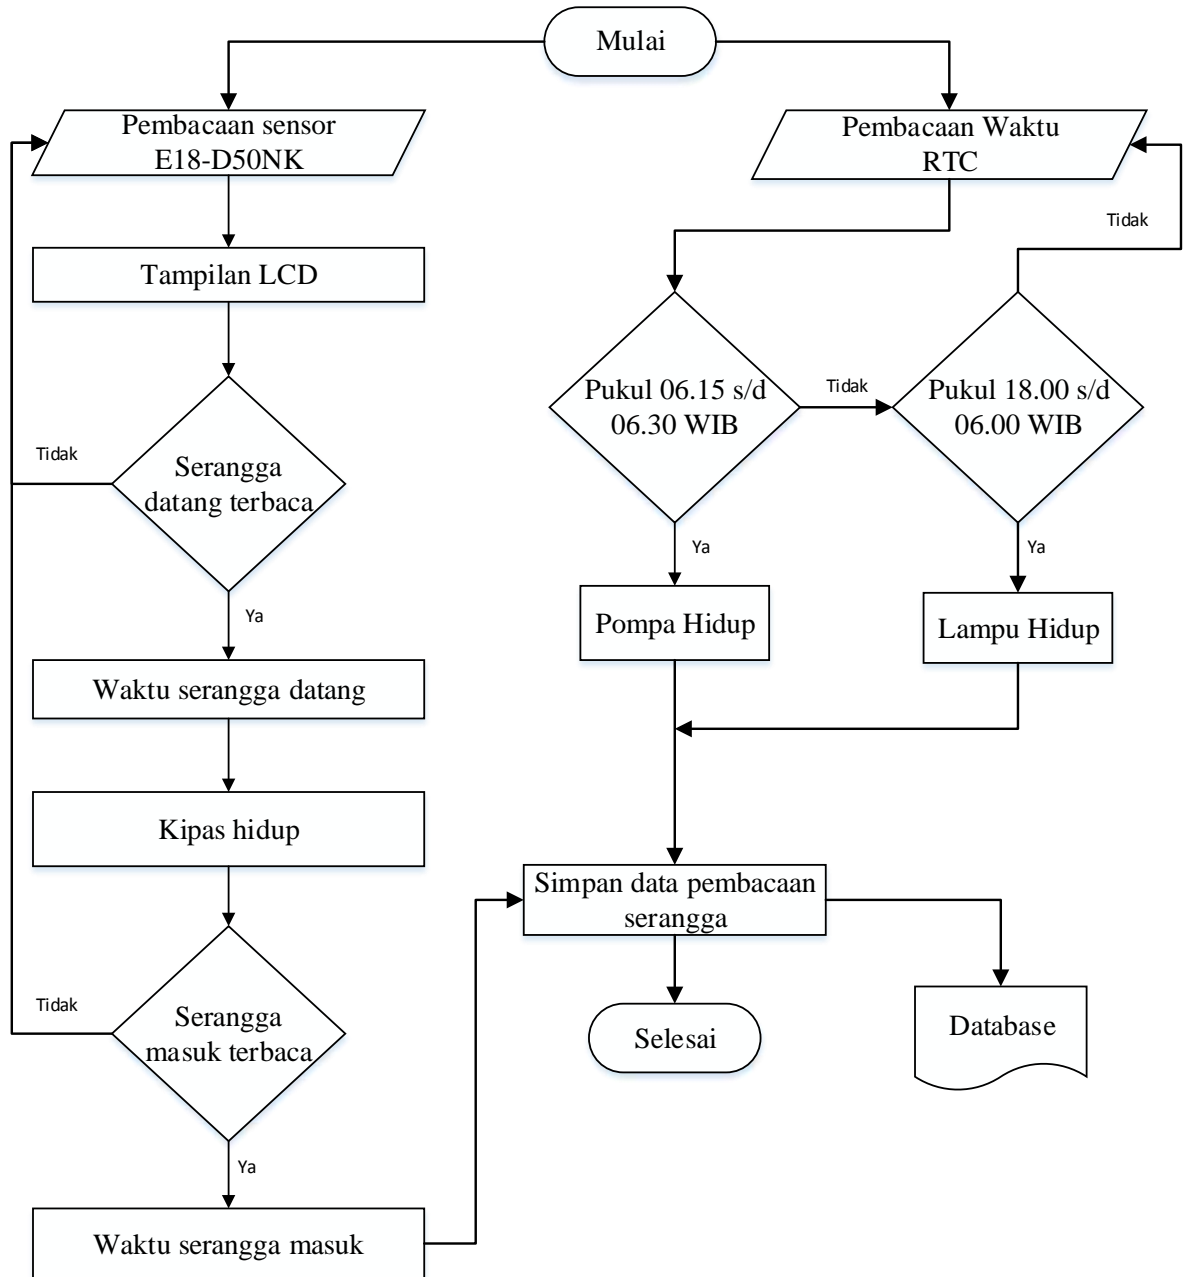 Mulai
Pembacaan sensor
E18-D50NK
Pembacaan Waktu
RTC
Tidak
Tampilan LCD
Pukul 06.15 s/d
06.30 WIB
Tidak
Pukul 18.00 s/d
06.00 WIB
Tidak
Serangga
datang terbaca
Ya
Ya
Ya
Pompa Hidup
Lampu Hidup
Waktu serangga datang
Kipas hidup
Simpan data pembacaan
serangga
Tidak
Serangga
masuk terbaca
Selesai
Database
Ya
Waktu serangga masuk